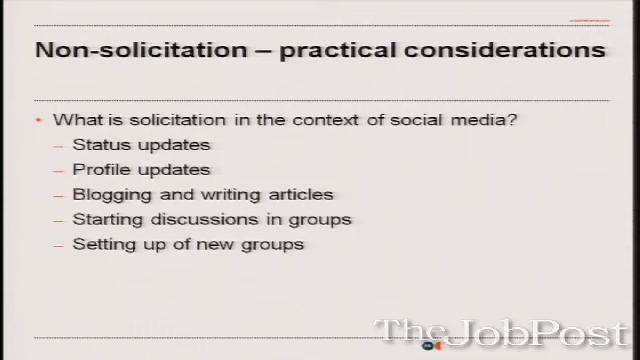 Non-solicitation – practical considerations
• What is solicitation in the context of social media?
– Status updates
– Profile updates
– Blogging and writing articles
– Starting discussions in groups
– Setting up of new groups
TheJobPost